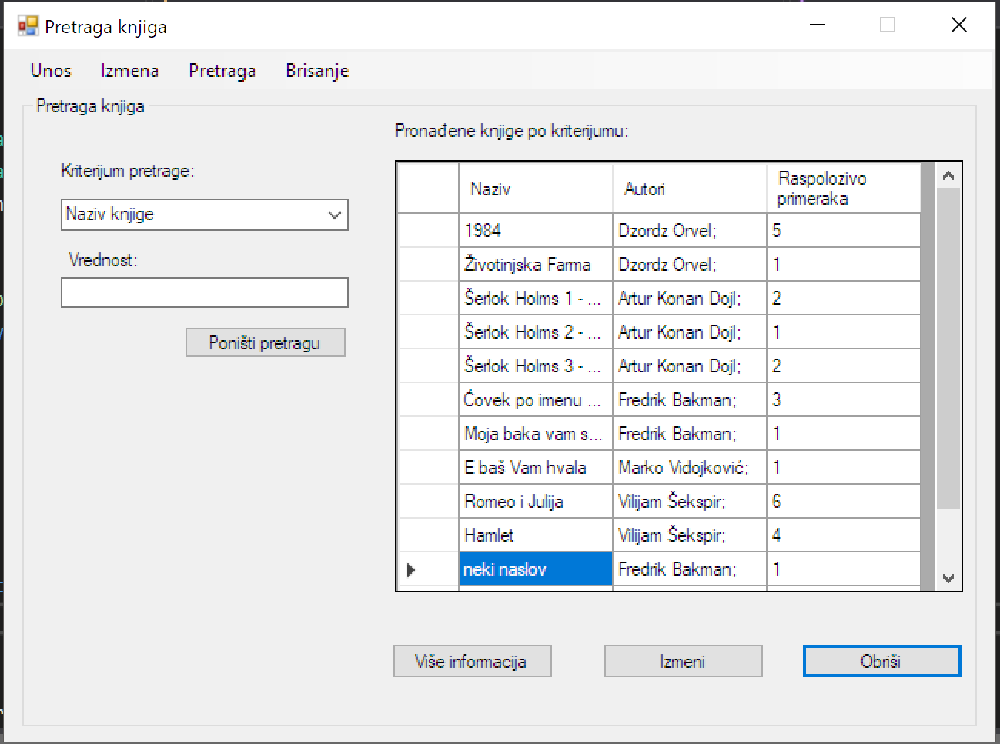 Pretraga knjiga
Unos Izmena Pretraga Brisanje
Pretraga knjiga
Kriterijum pretrage:
Naziv knjige
Vrednost:
Poništi pretragu
Pronađene knjige po kriterijumu:
Naziv Autori Raspolozivo primeraka
1984 Dzordz Orvel; 5
Životinjska Farma Dzordz Orvel; 1
Šerlok Holms 1 - ... Artur Konan Dojl; 2
Šerlok Holms 2 - ... Artur Konan Dojl; 1
Šerlok Holms 3 - ... Artur Konan Dojl; 2
Ćovek po imenu ... Fredrik Bakman; 3
Moja baka vam s... Fredrik Bakman; 1
E baš Vam hvala Marko Vidojković; 1
Romeo i Julija Vilijam Šekspir; 6
Hamlet Vilijam Šekspir; 4
neki naslov Fredrik Bakman; 1
Više informacija Izmeni Obriši